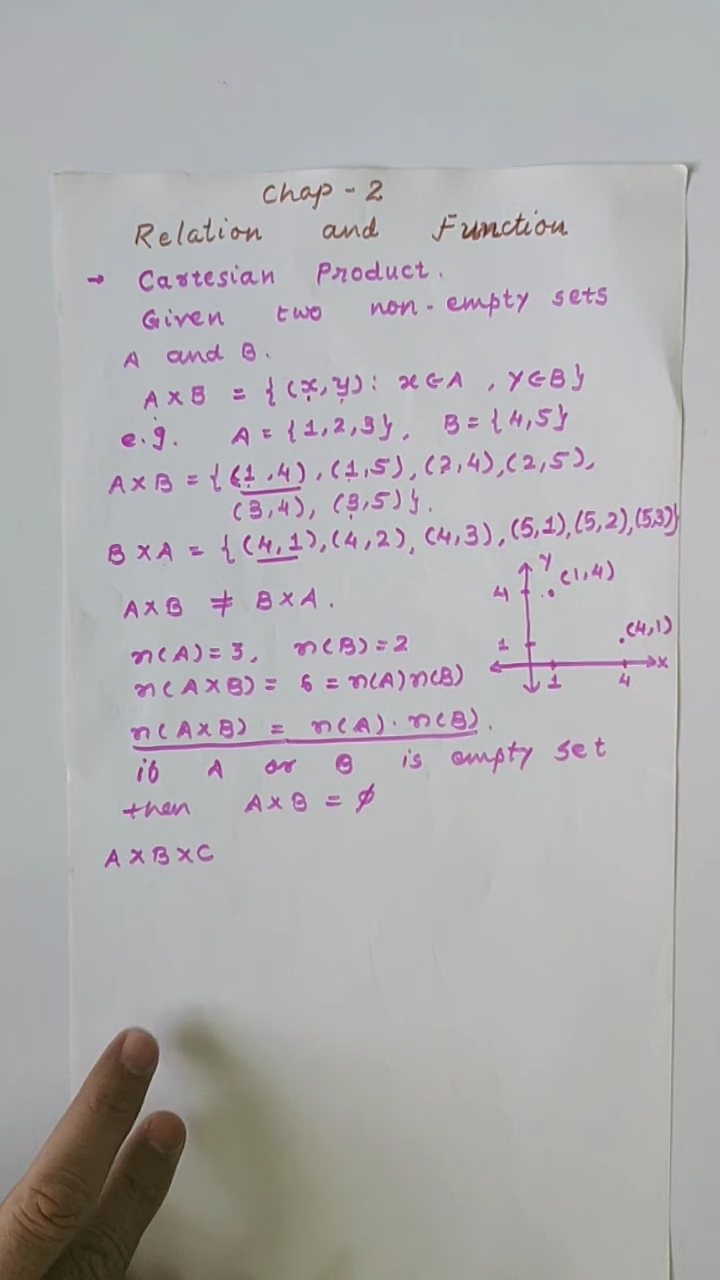 Chap - 2
Relation and Function
→ Cartesian Product.
Given two non-empty sets
A and B.
A × B = {(x, y): x ∈ A, y ∈ B}
e.g. A = {1,2,3}, B = {4,5}
A × B = {(1,4), (1,5), (2,4), (2,5),
(3,4), (3,5)}.
B × A = {(4,1), (4,2), (4,3), (5,1), (5,2), (5,3)}
A × B ≠ B × A.
n(A) = 3, n(B) = 2
n(A × B) = 6 = n(A) n(B)
n(A × B) = n(A) · n(B).
Y
(1,4)
4
(4,1)
1
X
1 4
if A or B is empty set
then A × B = ϕ
A × B × C